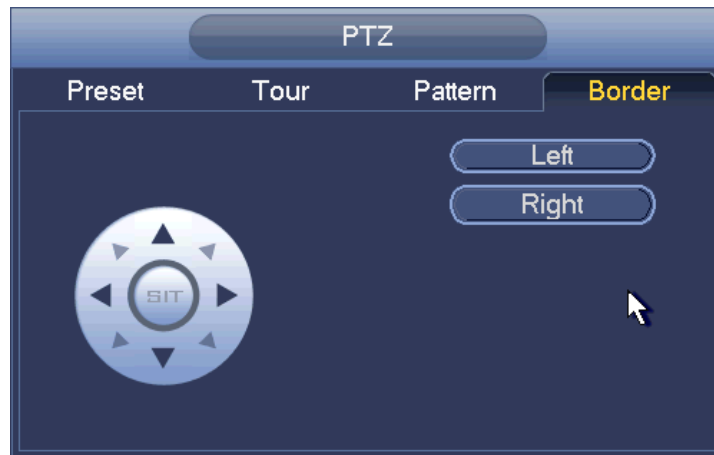 PTZ
Preset Tour Pattern Border
Left
Right
SIT